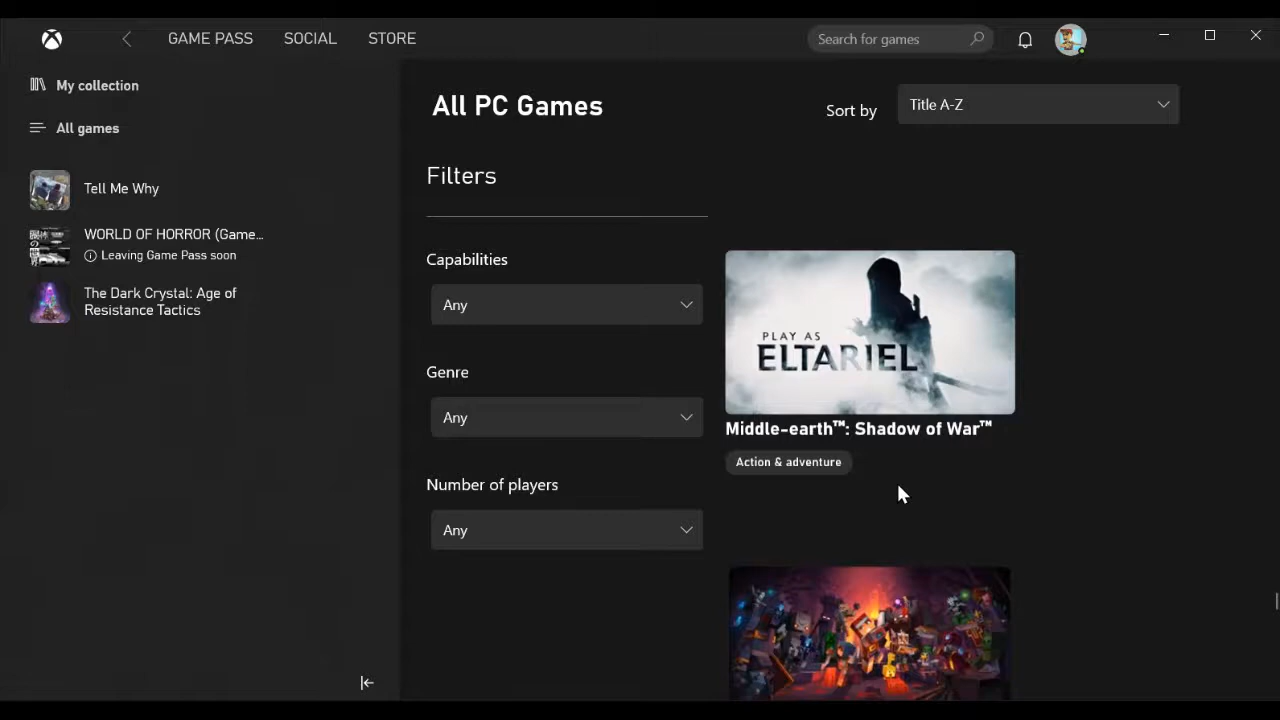 GAME PASS
SOCIAL
STORE
Search for games
My collection
All games
Tell Me Why
WORLD OF HORROR (Game...
Leaving Game Pass soon
The Dark Crystal: Age of
Resistance Tactics
All PC Games
Sort by
Title A-Z
Filters
Capabilities
Any
Genre
Any
Number of players
Any
PLAY AS
ELTARIEL
Middle-earth™: Shadow of War™
Action & adventure